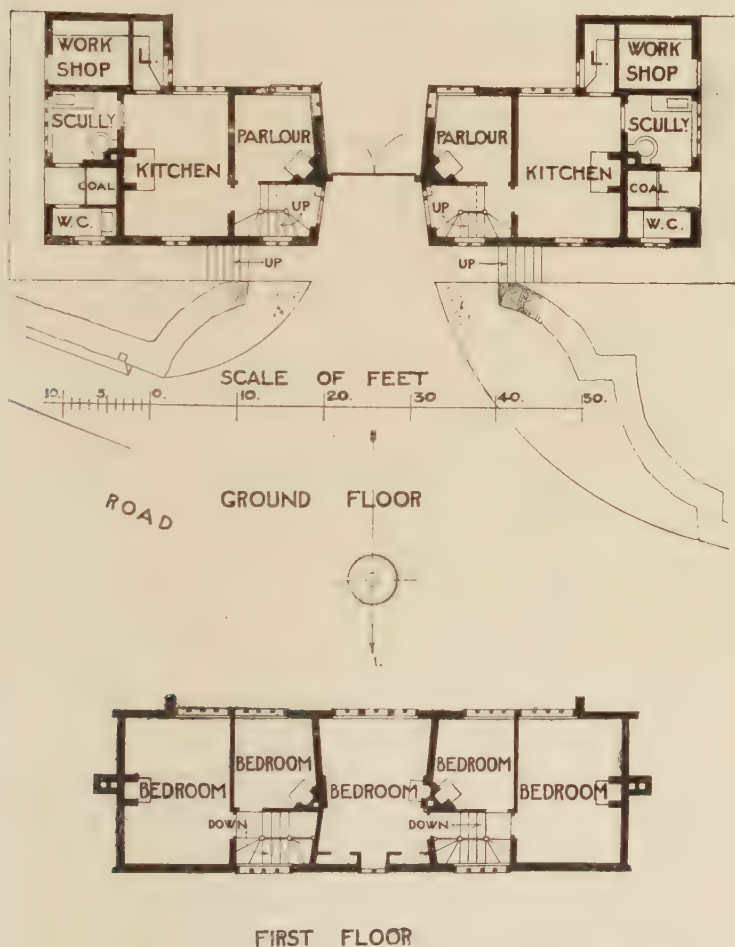 WORK SHOP
L.
L.
WORK SHOP
SCULLY
PARLOUR
PARLOUR
SCULLY
KITCHEN
KITCHEN
COAL
UP
UP
COAL
W.C.
W.C.
UP
UP
SCALE OF FEET
10. 5. 0. 10. 20. 30 40. 50.
ROAD
GROUND FLOOR
BEDROOM
BEDROOM
BEDROOM
BEDROOM
BEDROOM
DOWN
DOWN
FIRST FLOOR